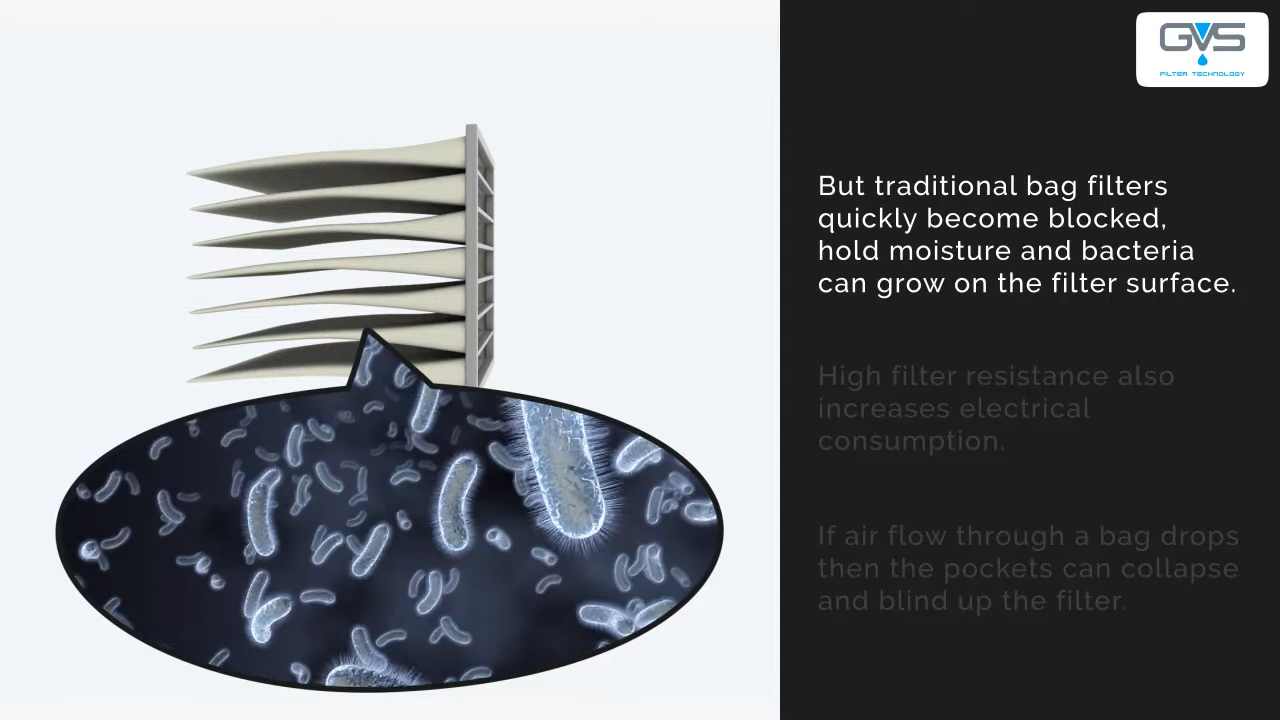 GVS
FILTER TECHNOLOGY
But traditional bag filters
quickly become blocked,
hold moisture and bacteria
can grow on the filter surface.
High filter resistance also
increases electrical
consumption.
If air flow through a bag drops
then the pockets can collapse
and blind up the filter.